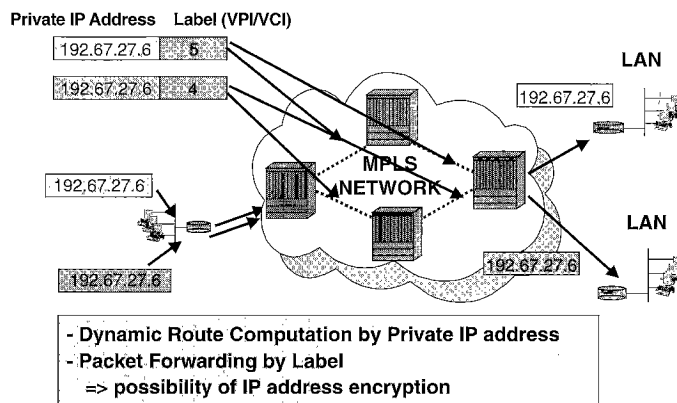 Private IP Address Label (VPI/VCI)
192.67.27.6 5
192.67.27.6 4
LAN
192.67.27.6
MPLS
NETWORK
192.67.27.6
LAN
192.67.27.6
192.67.27.6
- Dynamic Route Computation by Private IP address
- Packet Forwarding by Label
=> possibility of IP address encryption